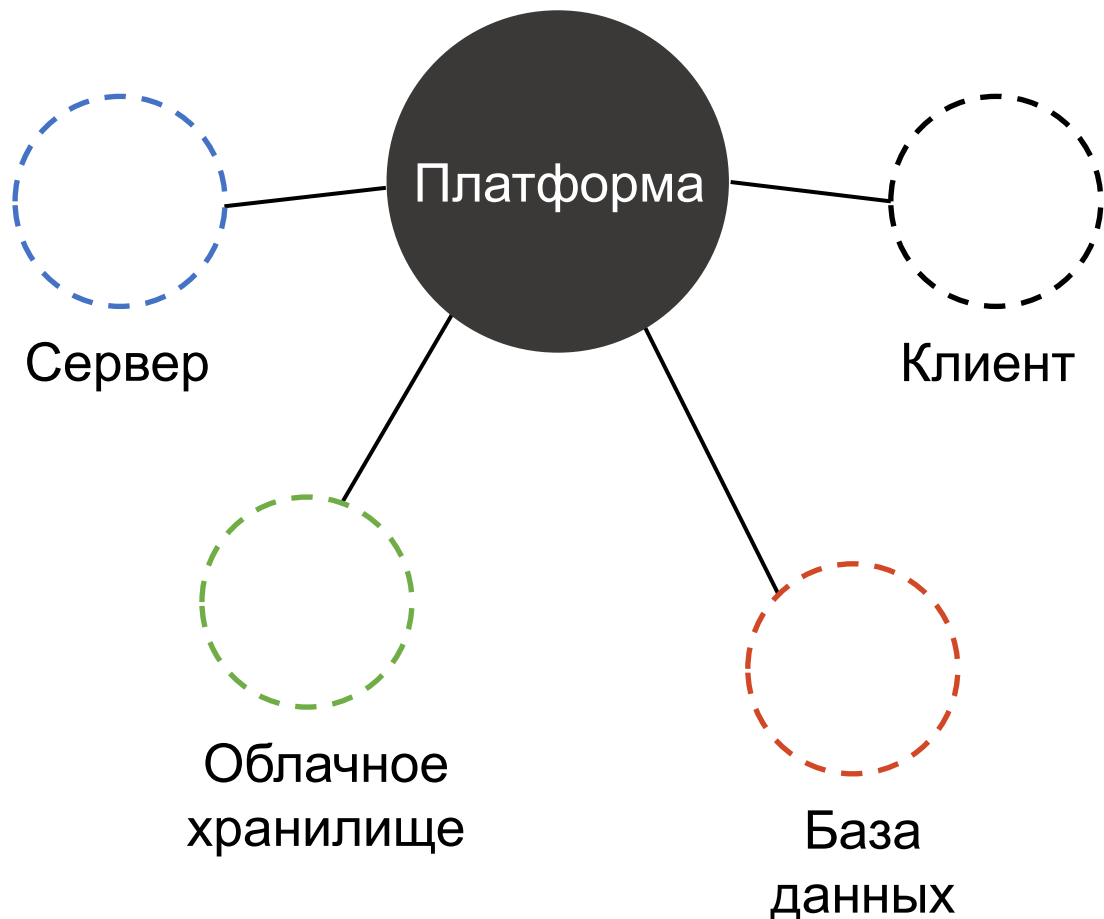 Платформа
Сервер
Клиент
Облачное
хранилище
База
данных